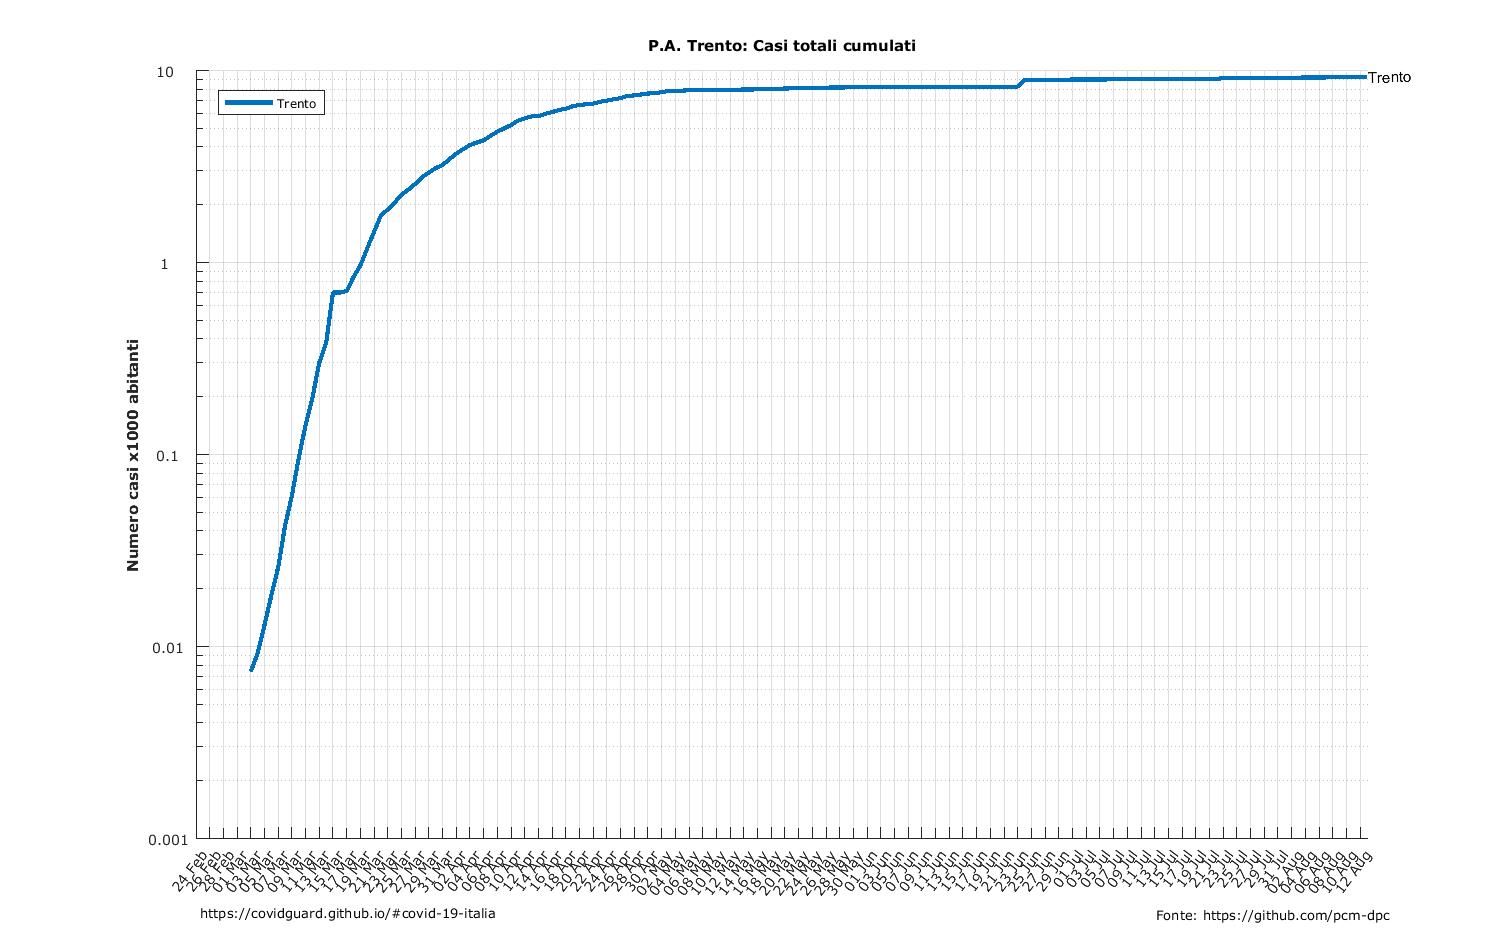 P.A. Trento: Casi totali cumulati
10
1
0.1
0.01
0.001
Numero casi x1000 abitanti
Trento
Trento
24 Feb
26 Feb
28 Feb
01 Mar
03 Mar
05 Mar
07 Mar
09 Mar
11 Mar
13 Mar
15 Mar
17 Mar
19 Mar
21 Mar
23 Mar
25 Mar
27 Mar
29 Mar
31 Mar
02 Apr
04 Apr
06 Apr
08 Apr
10 Apr
12 Apr
14 Apr
16 Apr
18 Apr
20 Apr
22 Apr
24 Apr
26 Apr
28 Apr
30 Apr
02 May
04 May
06 May
08 May
10 May
12 May
14 May
16 May
18 May
20 May
22 May
24 May
26 May
28 May
30 May
01 Jun
03 Jun
05 Jun
07 Jun
09 Jun
11 Jun
13 Jun
15 Jun
17 Jun
19 Jun
21 Jun
23 Jun
25 Jun
27 Jun
29 Jun
01 Jul
03 Jul
05 Jul
07 Jul
09 Jul
11 Jul
13 Jul
15 Jul
17 Jul
19 Jul
21 Jul
23 Jul
25 Jul
27 Jul
29 Jul
31 Jul
02 Aug
04 Aug
06 Aug
08 Aug
10 Aug
12 Aug
https://covidguard.github.io/#covid-19-italia
Fonte: https://github.com/pcm-dpc